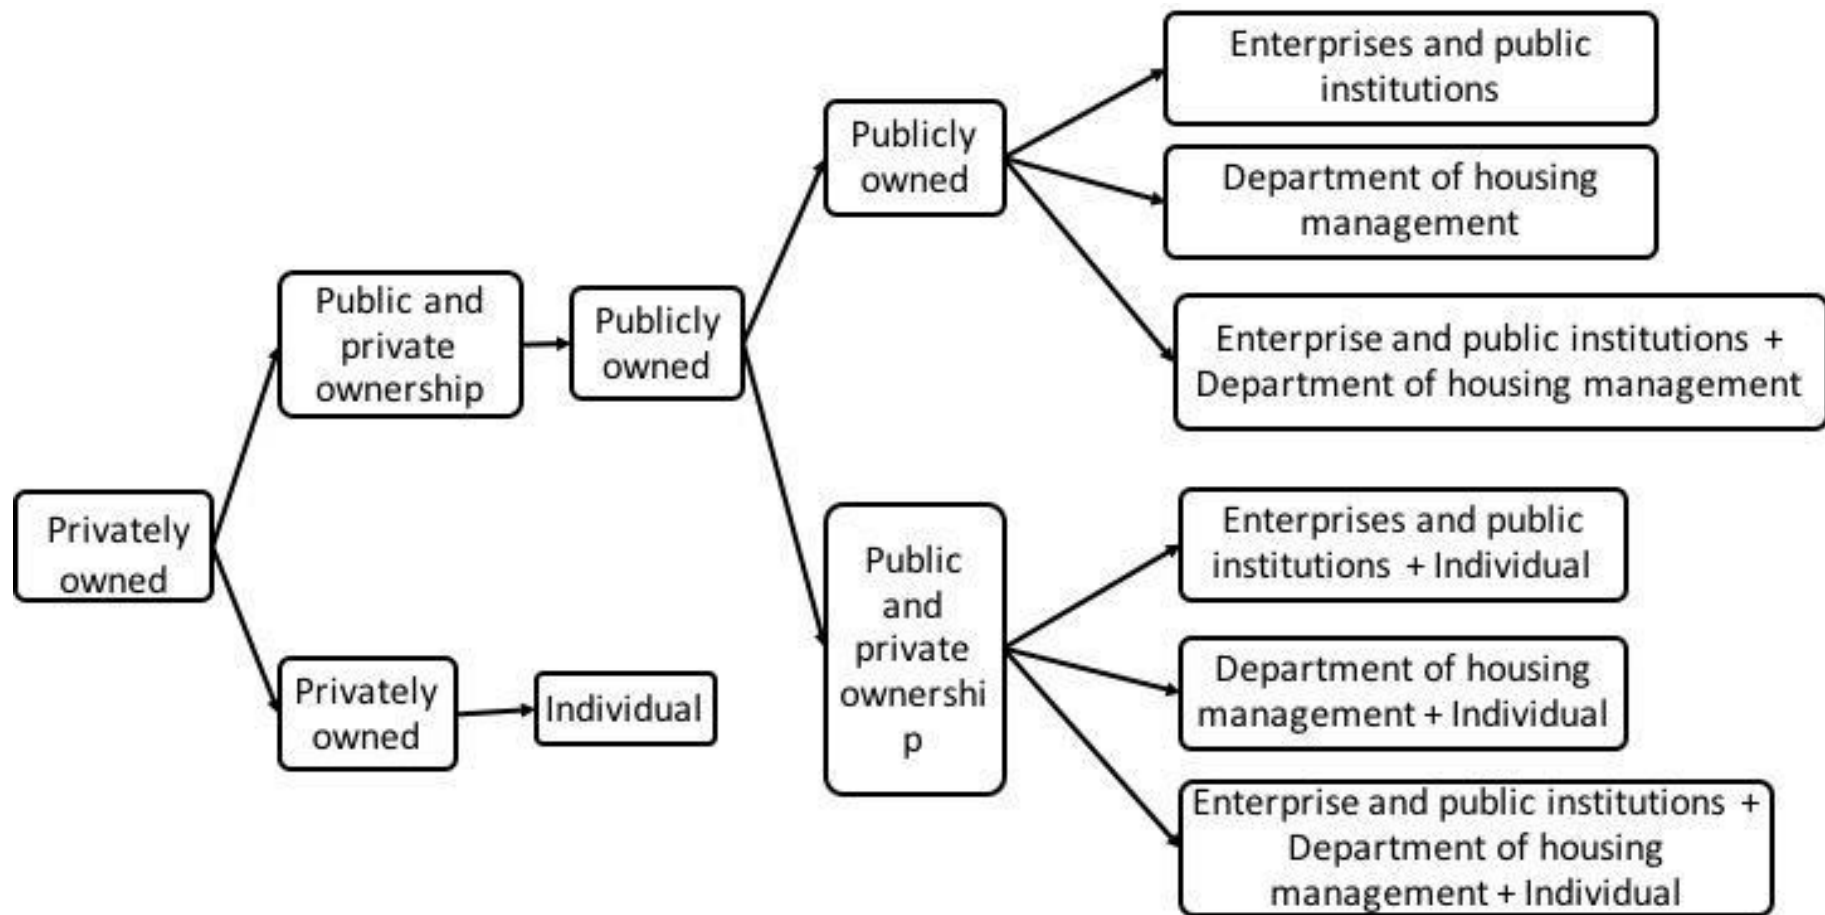 Privately
owned
Public and
private
ownership
Privately
owned
Individual
Publicly
owned
Publicly
owned
Public
and
private
ownershi
p
Enterprises and public
institutions
Department of housing
management
Enterprise and public institutions +
Department of housing management
Enterprises and public
institutions + Individual
Department of housing
management + Individual
Enterprise and public institutions +
Department of housing
management + Individual